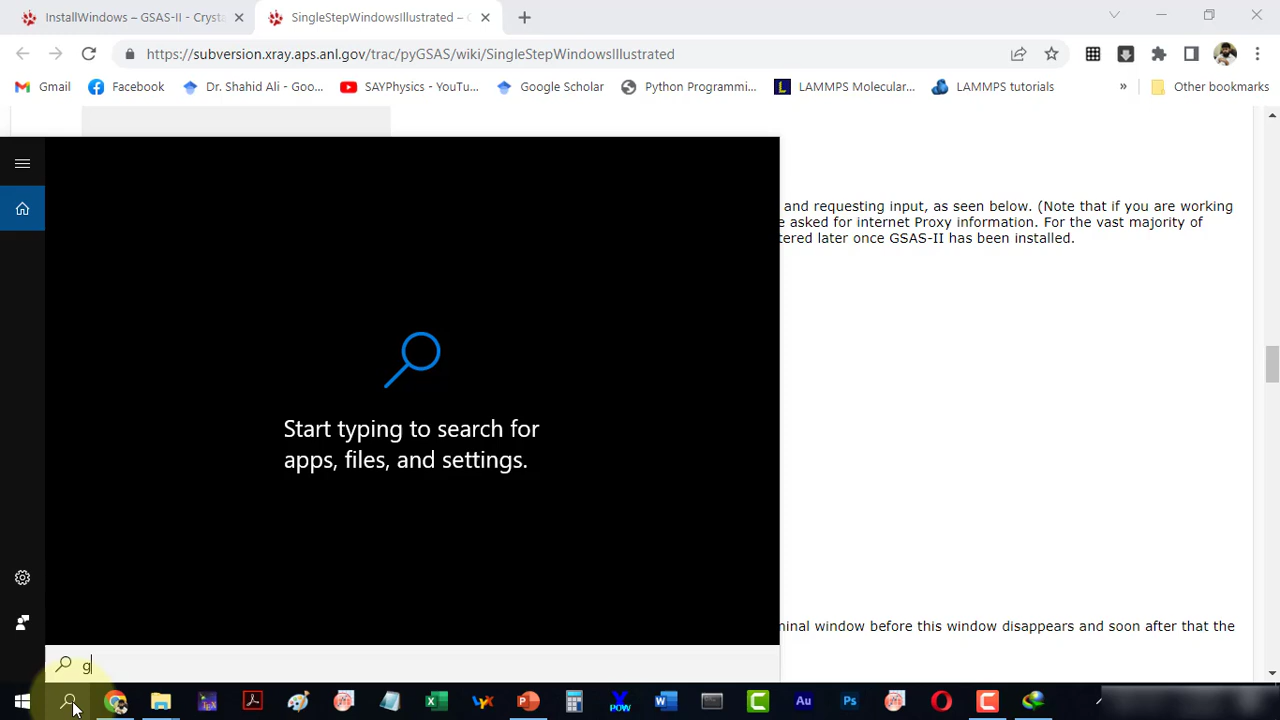 InstallWindows – GSAS-II - Crysta
SingleStepWindowsIllustrated –
https://subversion.xray.aps.anl.gov/trac/pyGSAS/wiki/SingleStepWindowsIllustrated
Gmail
Facebook
Dr. Shahid Ali - Goo...
SAYPhysics - YouTu...
Google Scholar
Python Programmi...
LAMMPS Molecular...
LAMMPS tutorials
»
Other bookmarks
and requesting input, as seen below. (Note that if you are working
e asked for internet Proxy information. For the vast majority of
tered later once GSAS-II has been installed.
Start typing to search for
apps, files, and settings.
minal window before this window disappears and soon after that the
g
POW
Au
Ps